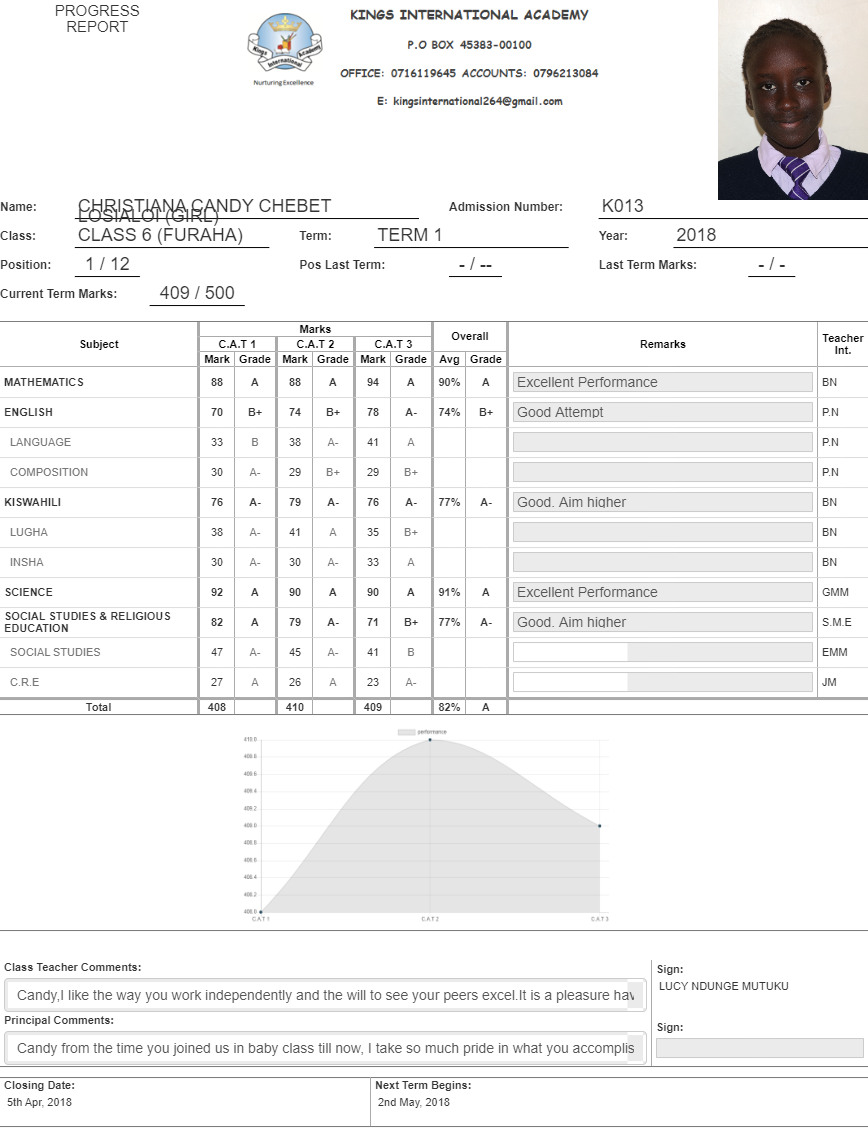 PROGRESS
REPORT
KINGS INTERNATIONAL ACADEMY
P.O BOX 45383-00100
OFFICE: 0716119645 ACCOUNTS: 0796213084
E: kingsinternational264@gmail.com
Kings Academy
International
Nurturing Excellence
Name: CHRISTIANA CANDY CHEBET LOSIALOI (GIRL) Admission Number: K013
Class: CLASS 6 (FURAHA) Term: TERM 1 Year: 2018
Position: 1 / 12 Pos Last Term: - / -- Last Term Marks: - / -
Current Term Marks: 409 / 500
Subject Marks Overall Remarks Teacher Int.
C.A.T 1 C.A.T 2 C.A.T 3
Mark Grade Mark Grade Mark Grade Avg Grade
MATHEMATICS 88 A 88 A 94 A 90% A Excellent Performance BN
ENGLISH 70 B+ 74 B+ 78 A- 74% B+ Good Attempt P.N
LANGUAGE 33 B 38 A- 41 A P.N
COMPOSITION 30 A- 29 B+ 29 B+ P.N
KISWAHILI 76 A- 79 A- 76 A- 77% A- Good. Aim higher BN
LUGHA 38 A- 41 A 35 B+ BN
INSHA 30 A- 30 A- 33 A BN
SCIENCE 92 A 90 A 90 A 91% A Excellent Performance GMM
SOCIAL STUDIES & RELIGIOUS EDUCATION 82 A 79 A- 71 B+ 77% A- Good. Aim higher S.M.E
SOCIAL STUDIES 47 A- 45 A- 41 B EMM
C.R.E 27 A 26 A 23 A- JM
Total 408 410 409 82% A
performance
410.0
409.8
409.6
409.4
409.2
409.0
408.8
408.6
408.4
408.2
408.0
C.A.T 1 C.A.T 2 C.A.T 3
Class Teacher Comments:
Candy,I like the way you work independently and the will to see your peers excel.It is a pleasure hav
Sign:
LUCY NDUNGE MUTUKU
Principal Comments:
Candy from the time you joined us in baby class till now, I take so much pride in what you accomplis
Sign:
Closing Date: Next Term Begins:
5th Apr, 2018 2nd May, 2018